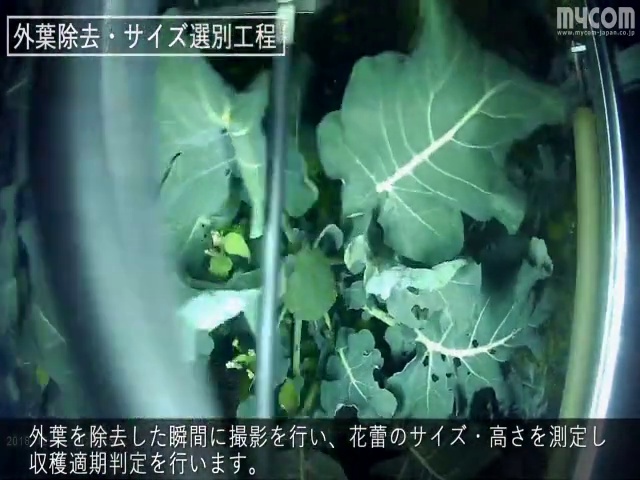 外葉除去・サイズ選別工程
mycom
www.mycom-japan.co.jp
外葉を除去した瞬間に撮影を行い、花蕾のサイズ・高さを測定し
収穫適期判定を行います。